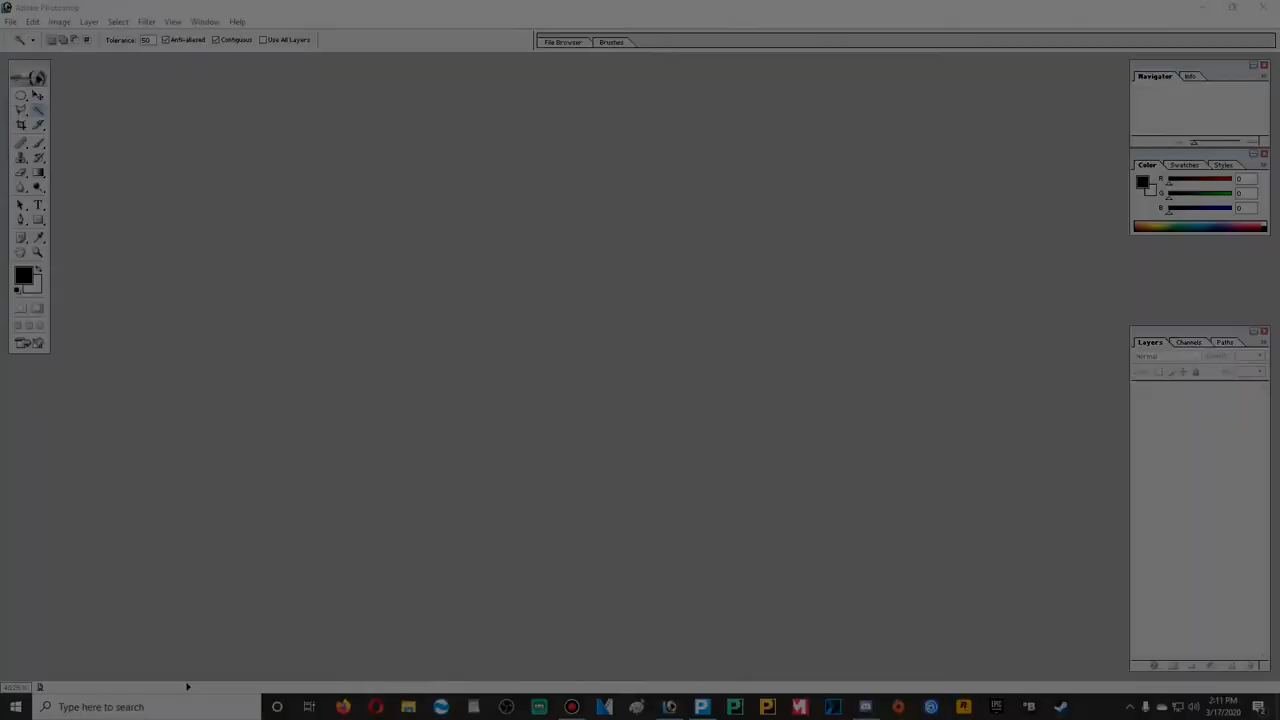 Adobe Photoshop
File Edit Image Layer Select Filter View Window Help
Tolerance: 50 Anti-aliased Contiguous Use All Layers File Browser Brushes
Navigator Info
Color Swatches Styles
R 0
G 0
B 0
Layers Channels Paths
Normal Opacity:
Type here to search
2:11 PM
3/17/2020